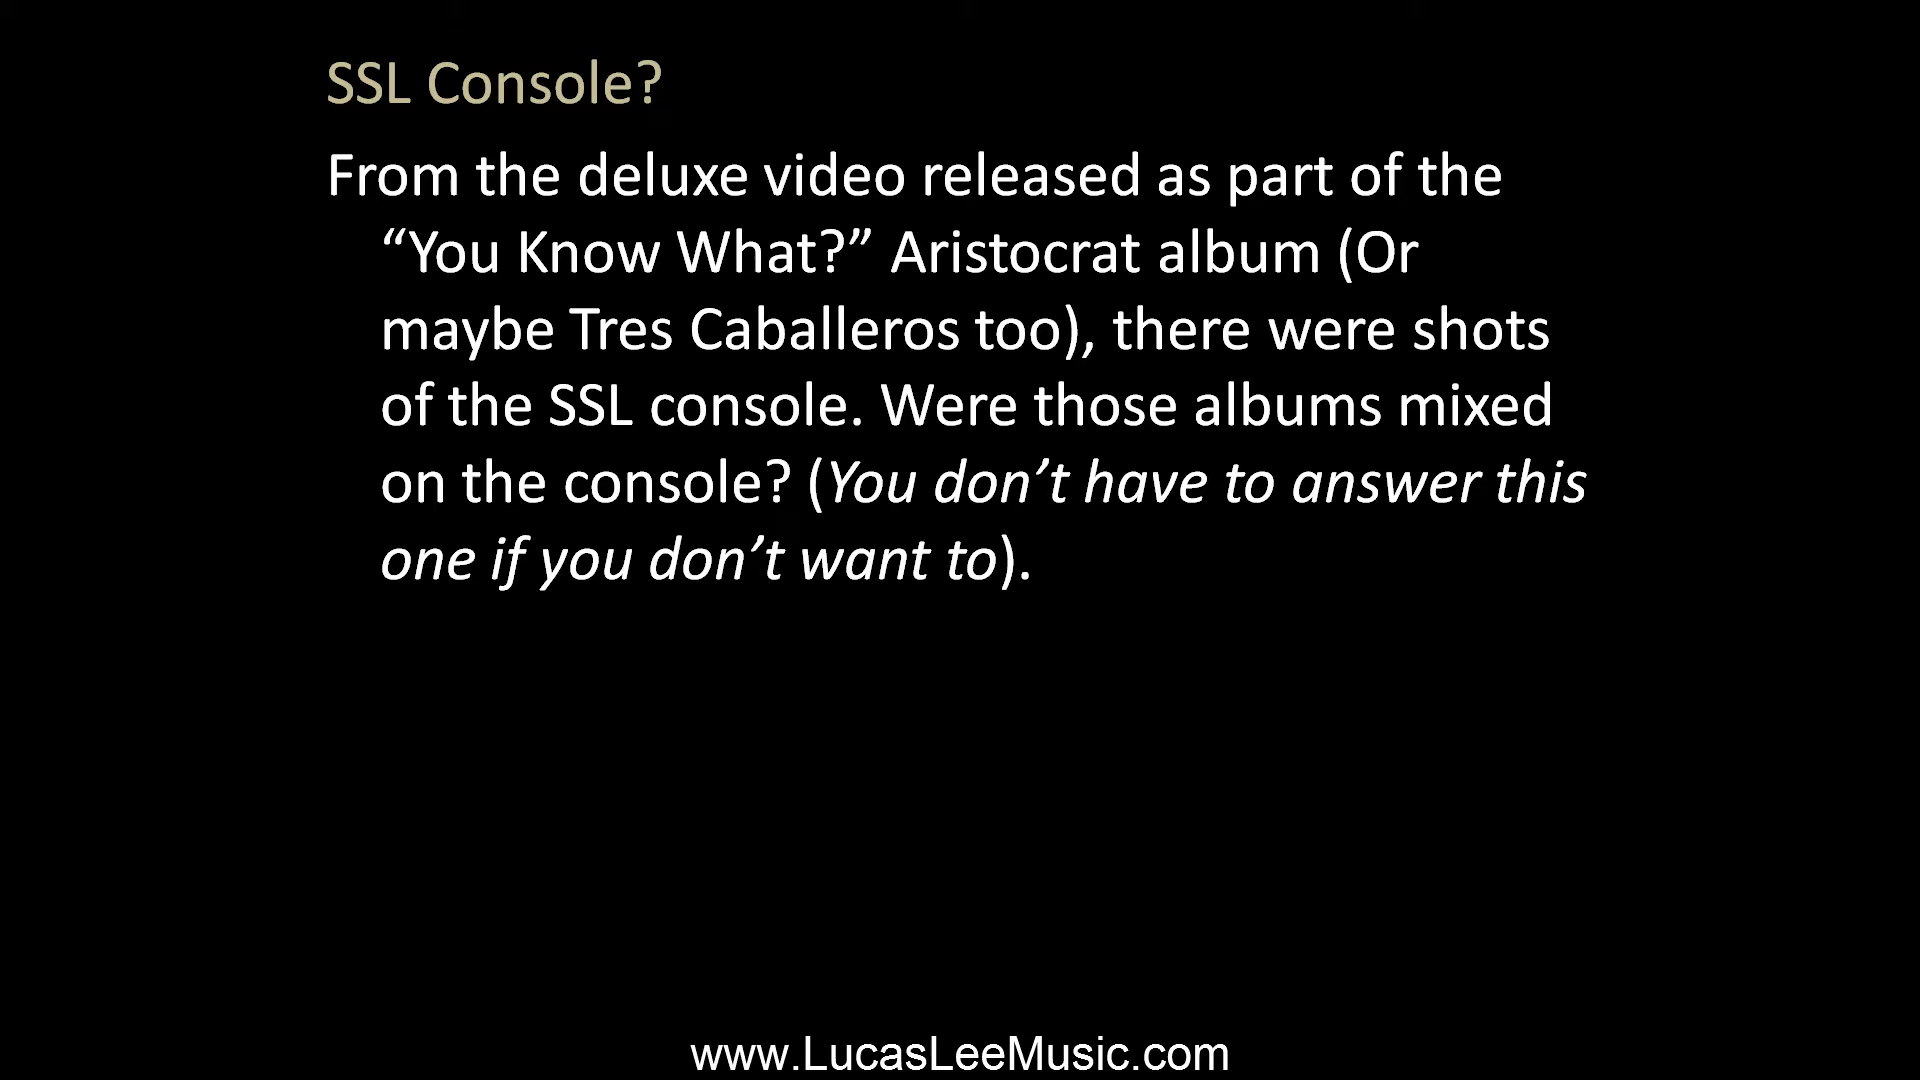 SSL Console?
From the deluxe video released as part of the
“You Know What?” Aristocrat album (Or
maybe Tres Caballeros too), there were shots
of the SSL console. Were those albums mixed
on the console? (You don’t have to answer this
one if you don’t want to).
www.LucasLeeMusic.com